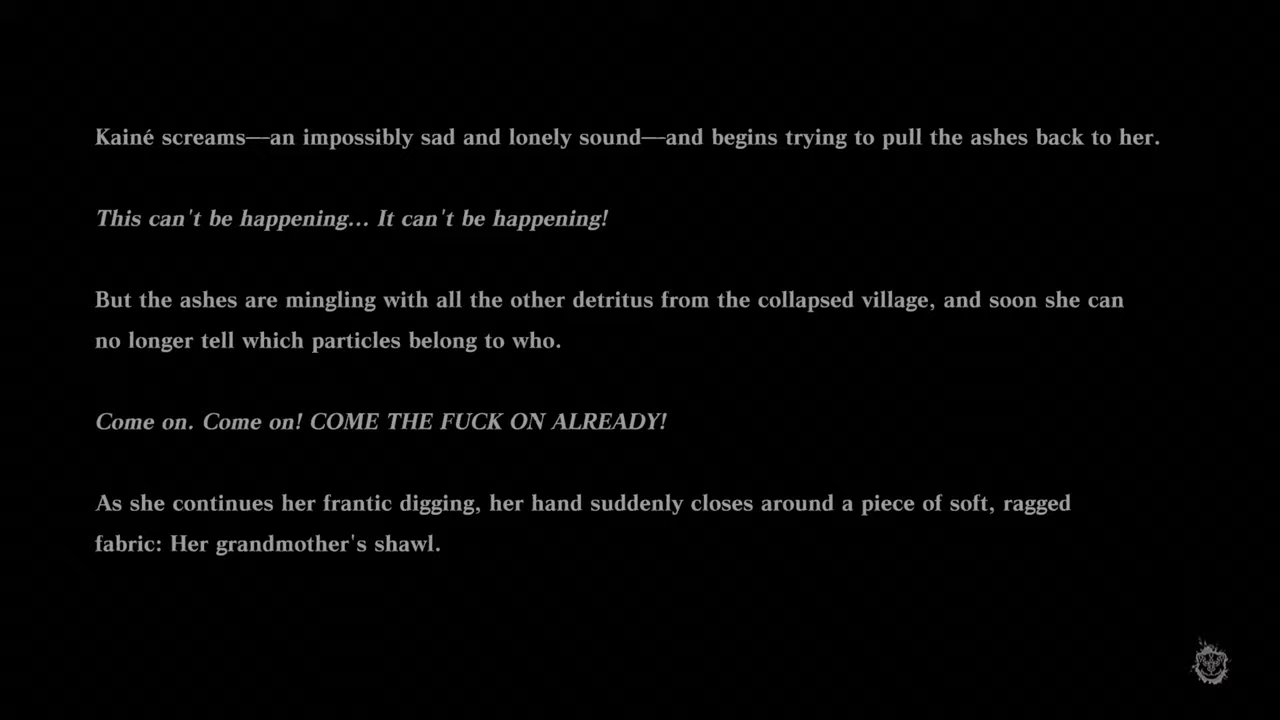 Kainé screams—an impossibly sad and lonely sound—and begins trying to pull the ashes back to her.
This can't be happening... It can't be happening!
But the ashes are mingling with all the other detritus from the collapsed village, and soon she can
no longer tell which particles belong to who.
Come on. Come on! COME THE FUCK ON ALREADY!
As she continues her frantic digging, her hand suddenly closes around a piece of soft, ragged
fabric: Her grandmother's shawl.